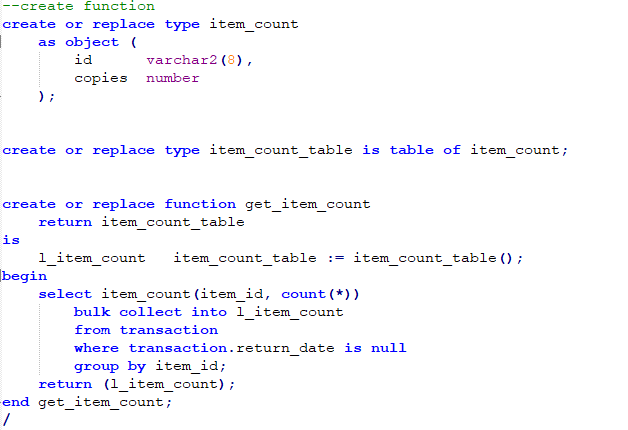 --create function
create or replace type item_count
    as object (
        id      varchar2(8),
        copies  number
    );
create or replace type item_count_table is table of item_count;
create or replace function get_item_count
    return item_count_table
is
    l_item_count   item_count_table := item_count_table();
begin
    select item_count(item_id, count(*))
        bulk collect into l_item_count
        from transaction
        where transaction.return_date is null
        group by item_id;
    return (l_item_count);
end get_item_count;
/